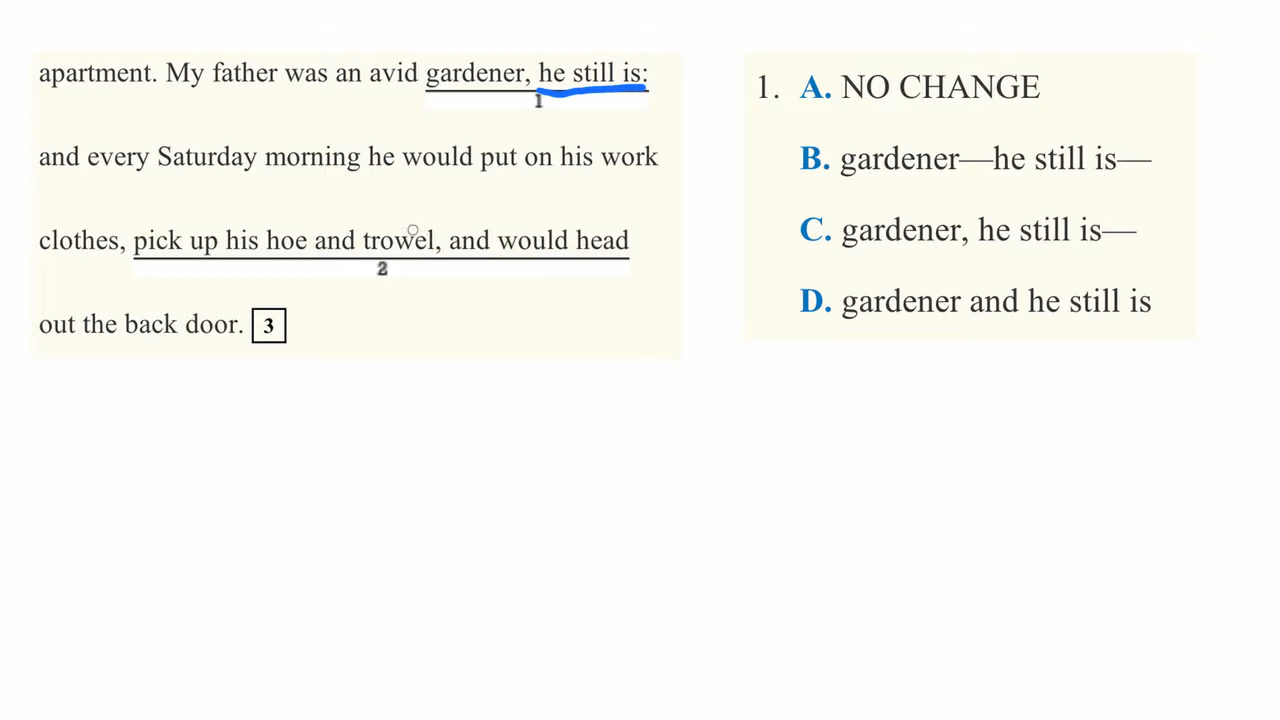 apartment. My father was an avid gardener, he still is:
1
and every Saturday morning he would put on his work
clothes, pick up his hoe and trowel, and would head
2
out the back door. 3
1. A. NO CHANGE
B. gardener—he still is—
C. gardener, he still is—
D. gardener and he still is